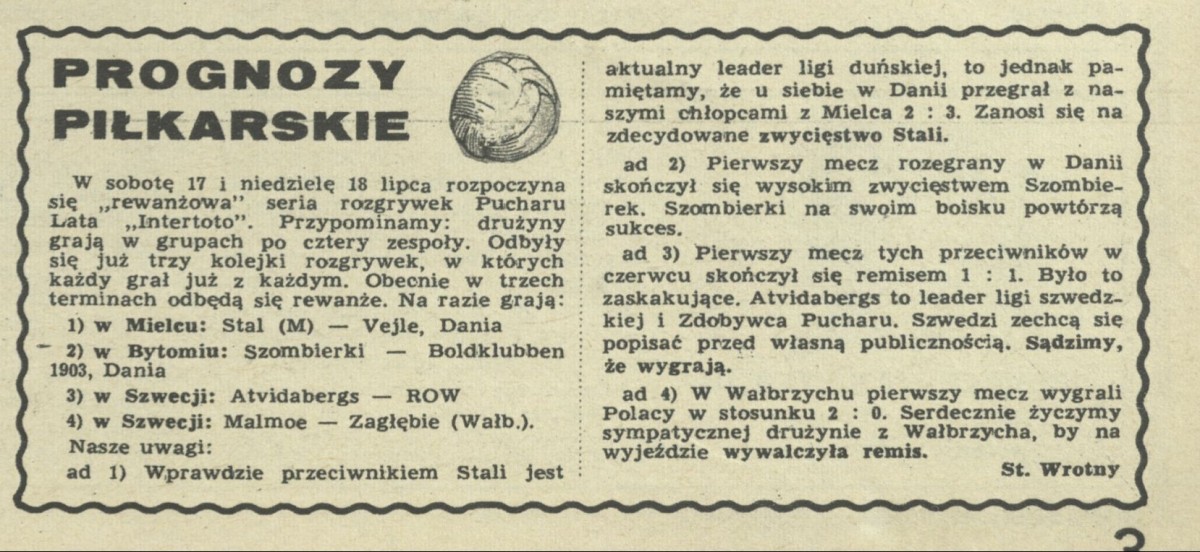 PROGNOZY
PIŁKARSKIE
W sobotę 17 i niedzielę 18 lipca rozpoczyna
się „rewanżowa” seria rozgrywek Pucharu
Lata „Intertoto”. Przypominamy: drużyny
grają w grupach po cztery zespoły. Odbyły
się już trzy kolejki rozgrywek, w których
każdy grał już z każdym. Obecnie w trzech
terminach odbędą się rewanże. Na razie grają:
1) w Mielcu: Stal (M) — Vejle, Dania
2) w Bytomiu: Szombierki — Boldklubben
1903, Dania
3) w Szwecji: Atvidabergs — ROW
4) w Szwecji: Malmoe — Zagłębie (Wałb.).
Nasze uwagi:
ad 1) Wprawdzie przeciwnikiem Stali jest
aktualny leader ligi duńskiej, to jednak pa-
miętamy, że u siebie w Danii przegrał z na-
szymi chłopcami z Mielca 2 : 3. Zanosi się na
zdecydowane zwycięstwo Stali.
ad 2) Pierwszy mecz rozegrany w Danii
skończył się wysokim zwycięstwem Szombie-
rek. Szombierki na swoim boisku powtórzą
sukces.
ad 3) Pierwszy mecz tych przeciwników w
czerwcu skończył się remisem 1 : 1. Było to
zaskakujące. Atvidabergs to leader ligi szwedz-
kiej i Zdobywca Pucharu. Szwedzi zechcą się
popisać przęd własną publicznością. Sądzimy,
że wygrają.
ad 4) W Wałbrzychu pierwszy mecz wygrali
Polacy w stosunku 2 : 0. Serdecznie życzymy
sympatycznej drużynie z Wałbrzycha, by na
wyjeździe wywalczyła remis.
St. Wrotny